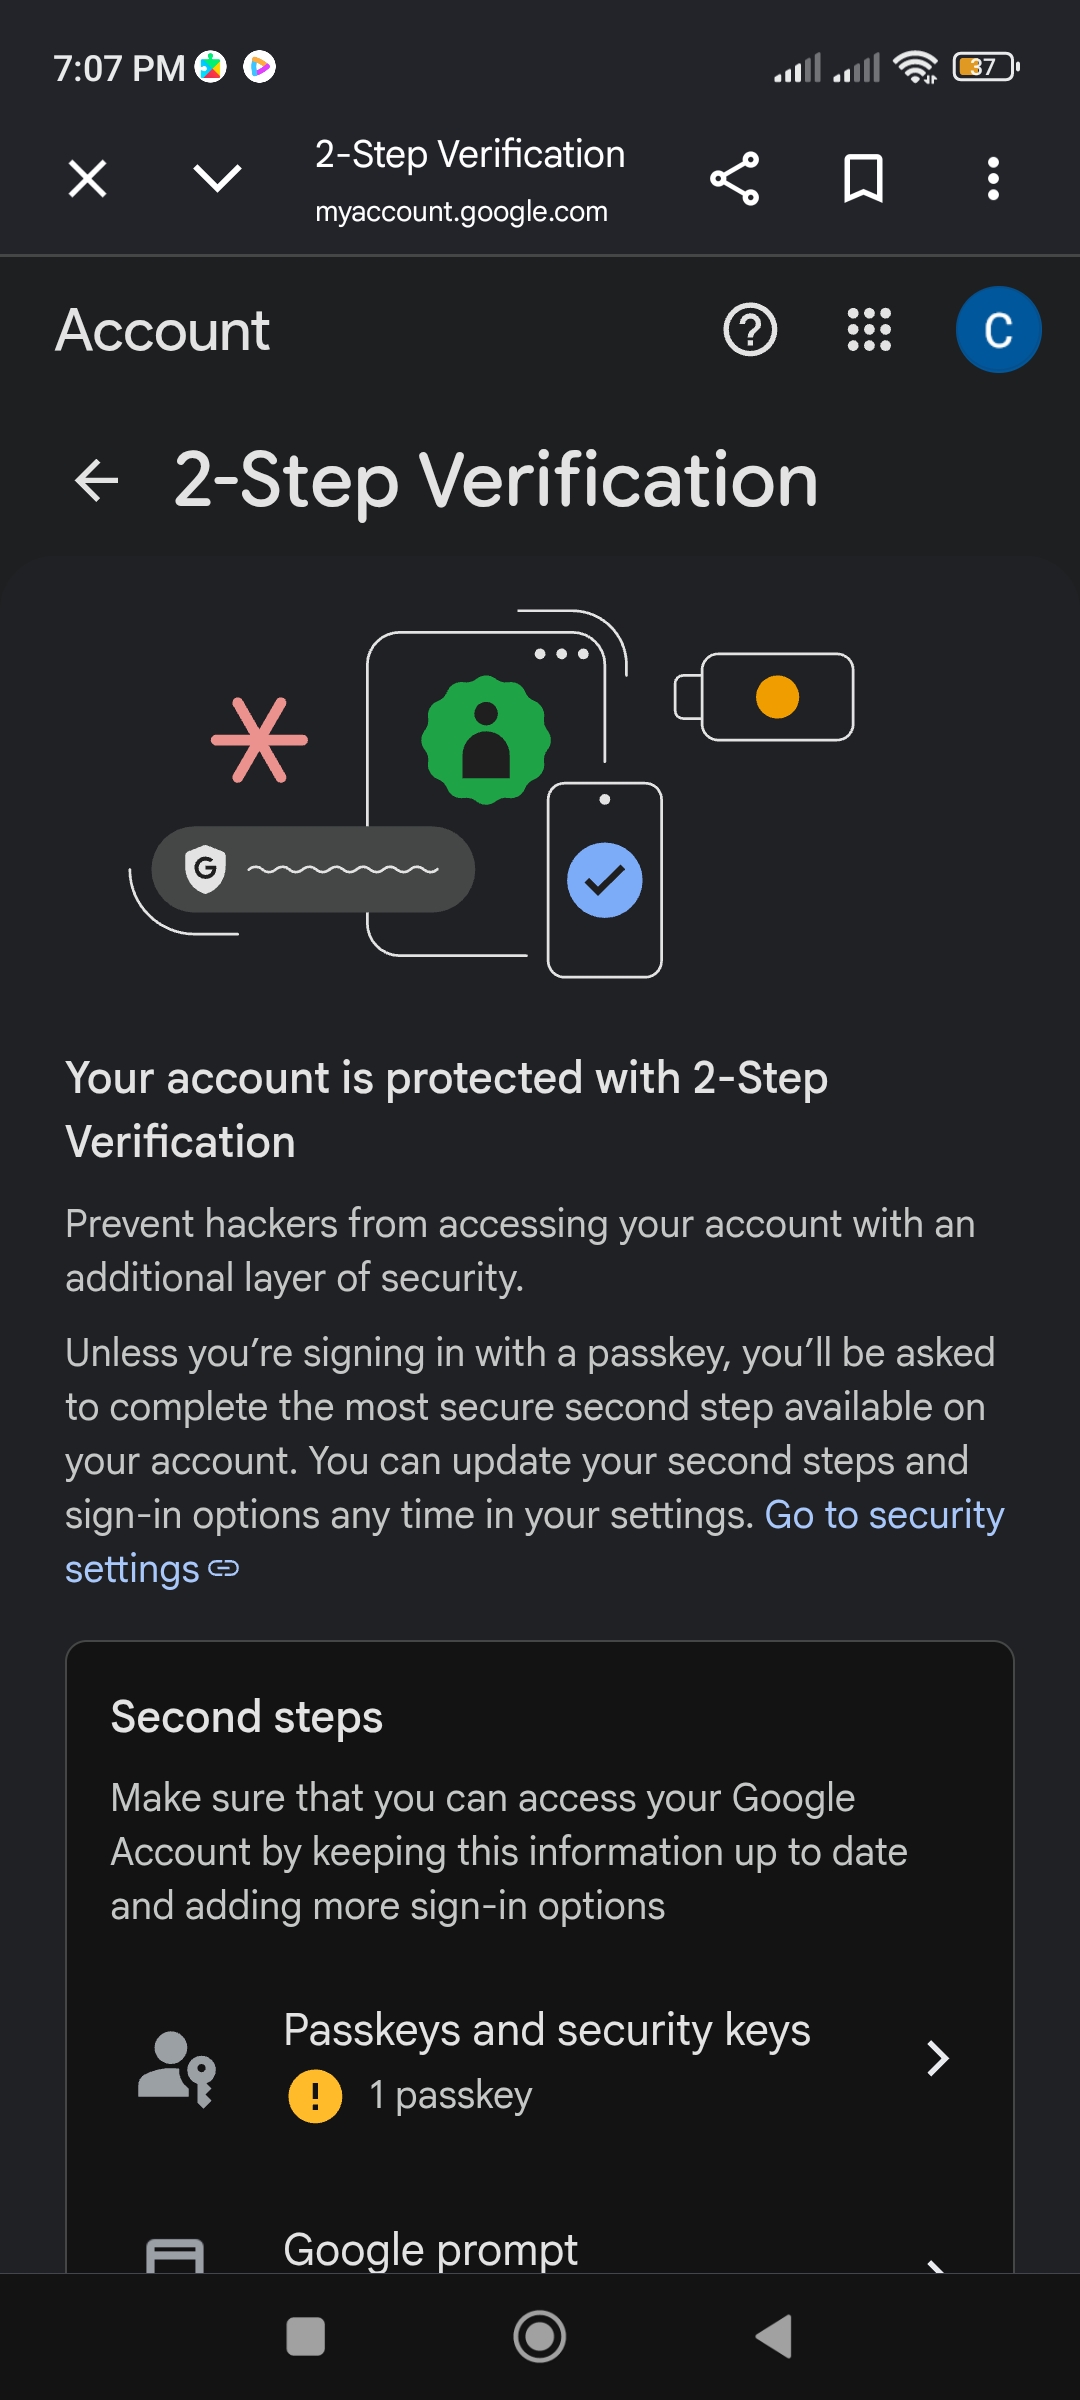 7:07 PM
37
2-Step Verification
myaccount.google.com
Account
C
2-Step Verification
G
Your account is protected with 2-Step
Verification
Prevent hackers from accessing your account with an
additional layer of security.
Unless you’re signing in with a passkey, you’ll be asked
to complete the most secure second step available on
your account. You can update your second steps and
sign-in options any time in your settings. Go to security
settings
Second steps
Make sure that you can access your Google
Account by keeping this information up to date
and adding more sign-in options
Passkeys and security keys
1 passkey
Google prompt